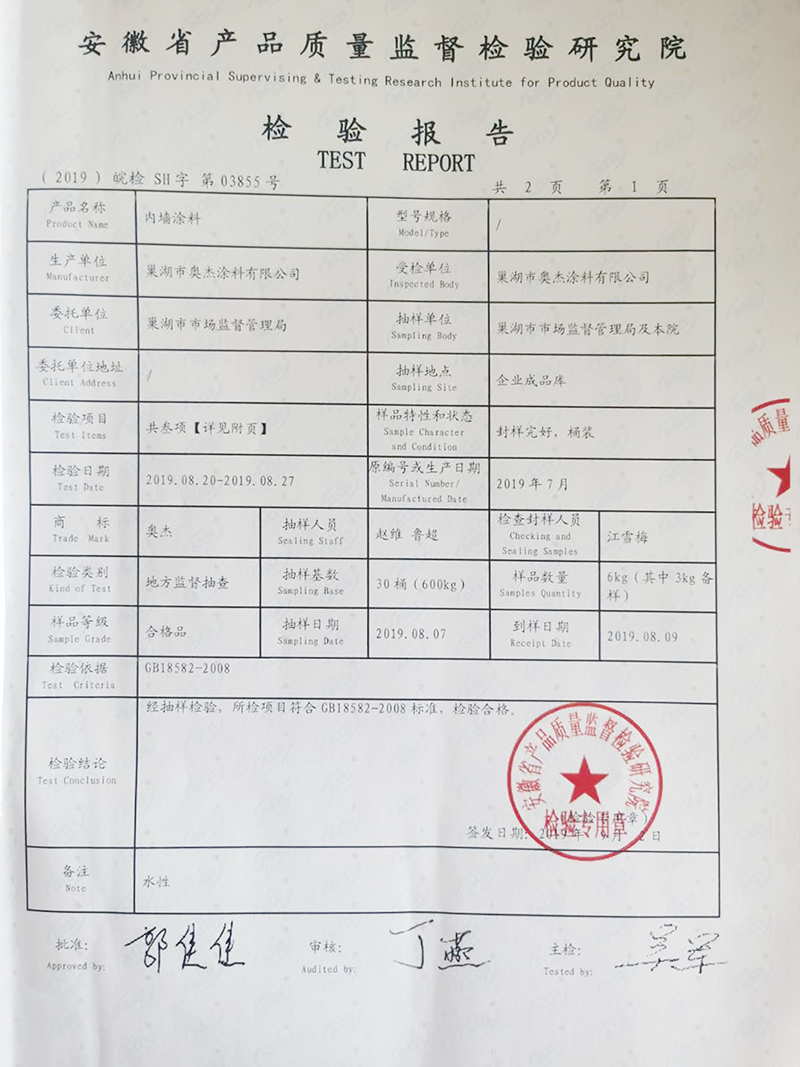 安徽省产品质量监督检验研究院
Anhui Provincial Supervising & Testing Research Institute for Product Quality
检验报告
TEST REPORT
(2019) 皖检 SH字 第 03855 号
共 2 页 第 1 页
产品名称
Product Name
内墙涂料
型号规格
Model/Type
/
生产单位
Manufacturer
巢湖市奥杰涂料有限公司
受检单位
Inspected Body
巢湖市奥杰涂料有限公司
委托单位
Client
巢湖市市场监督管理局
抽样单位
Sampling Body
巢湖市市场监督管理局及本院
委托单位地址
Client Address
/
抽样地点
Sampling Site
企业成品库
检验项目
Test Items
共叁项【详见附页】
样品特性和状态
Sample Character
and Condition
封样完好，桶装
检验日期
Test Date
2019.08.20-2019.08.27
原编号或生产日期
Serial Number/
Manufactured Date
2019年7月
商 标
Trade Mark
奥杰
抽样人员
Sealing Staff
赵维 鲁超
检查封样人员
Checking and
Sealing Samples
江雪梅
检验类别
Kind of Test
地方监督抽查
抽样基数
Sampling Base
30桶(600kg)
样品数量
Samples Quantity
6kg(其中3kg备
样)
样品等级
Sample Grade
合格品
抽样日期
Sampling Date
2019.08.07
到样日期
Receipt Date
2019.08.09
检验依据
Test Criteria
GB18582-2008
检验结论
Test Conclusion
经抽样检验，所检项目符合GB18582-2008标准，检验合格。
安徽省产品质量监督检验研究院
检验专用章
签发日期: 2019年 月 2日
备注
Note
水性
批准:
Approved by:
郭佳佳
审核:
Audited by:
丁燕
主检:
Tested by:
品质量
检验